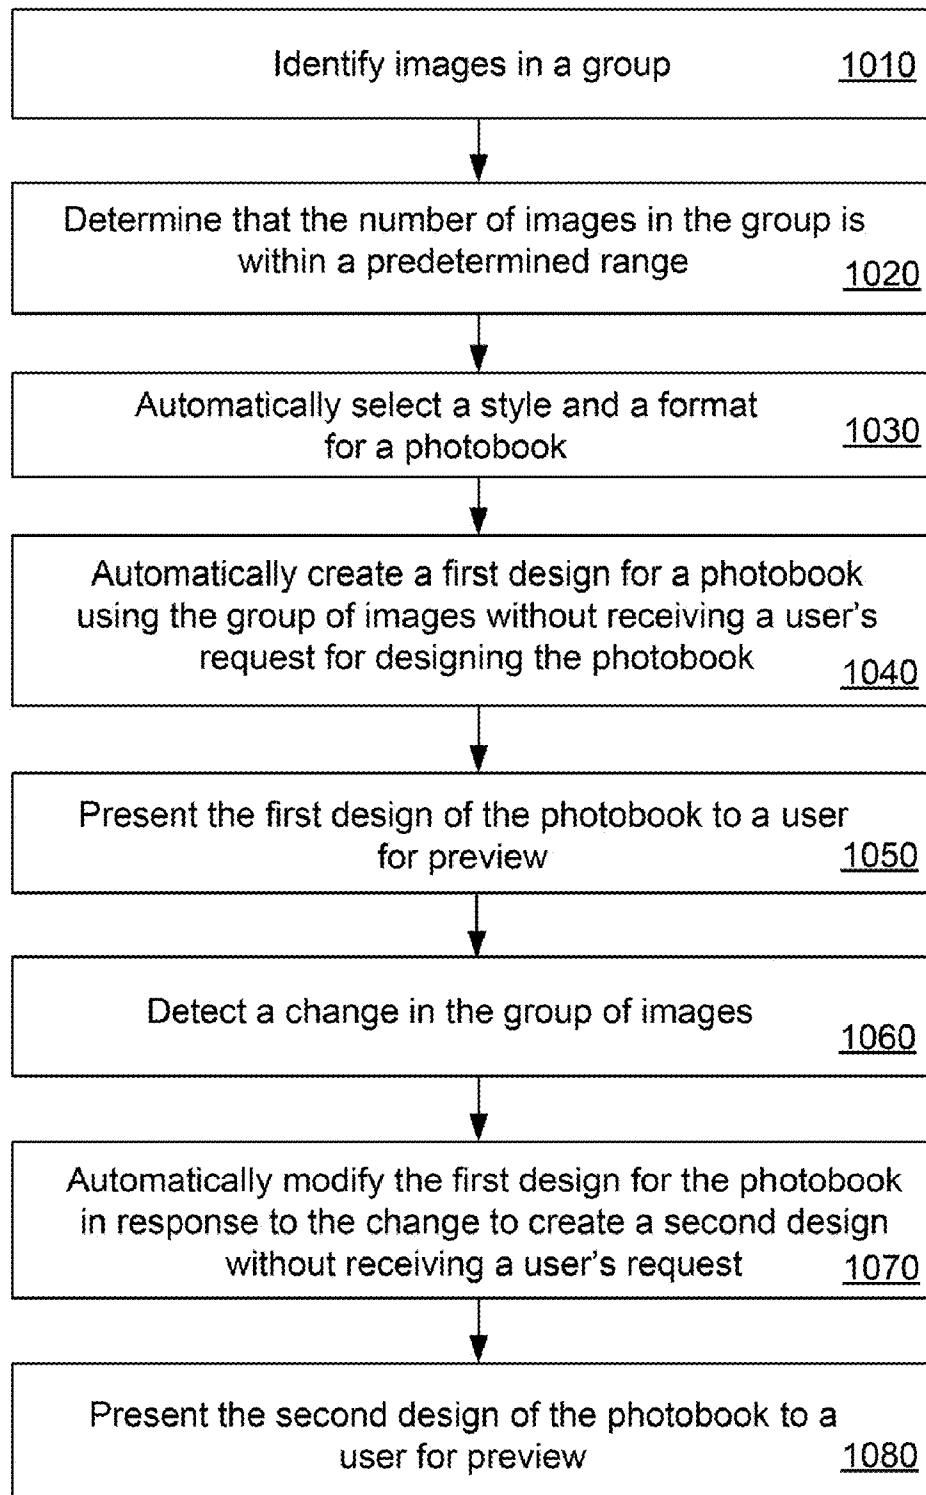 Identify images in a group
1010
Determine that the number of images in the group is
within a predetermined range
1020
Automatically select a style and a format
for a photobook
1030
Automatically create a first design for a photobook
using the group of images without receiving a user's
request for designing the photobook
1040
Present the first design of the photobook to a user
for preview
1050
Detect a change in the group of images
1060
Automatically modify the first design for the photobook
in response to the change to create a second design
without receiving a user's request
1070
Present the second design of the photobook to a
user for preview
1080